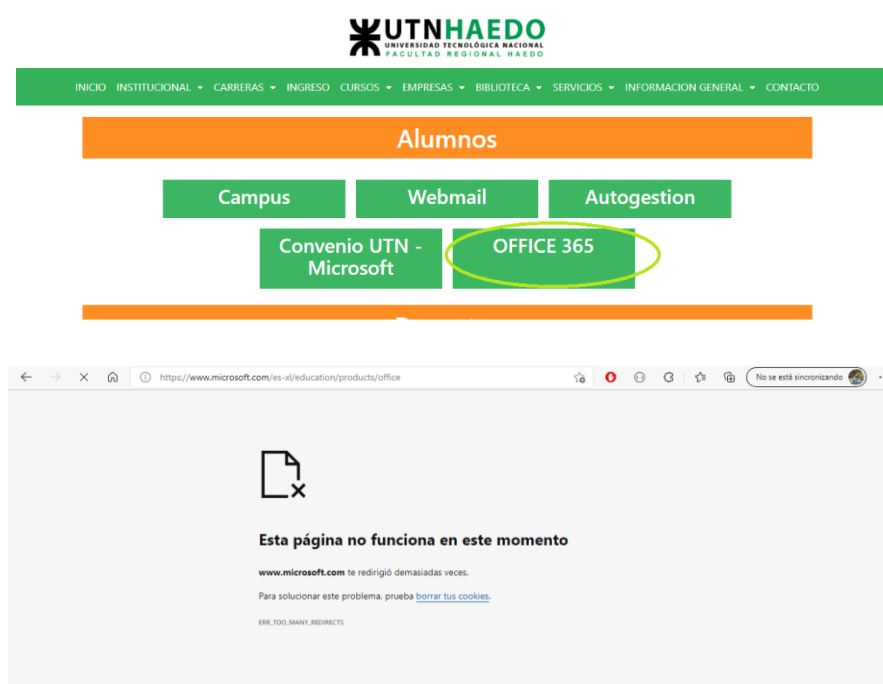 UTNHAEDO
UNIVERSIDAD TECNOLÓGICA NACIONAL
FACULTAD REGIONAL HAEDO
INICIO INSTITUCIONAL CARRERAS INGRESO CURSOS EMPRESAS BIBLIOTECA SERVICIOS INFORMACION GENERAL CONTACTO
Alumnos
Campus Webmail Autogestion
Convenio UTN - OFFICE 365
Microsoft
https://www.microsoft.com/es-xl/education/products/office No se está sincronizando
Esta página no funciona en este momento
www.microsoft.com te redirigió demasiadas veces.
Para solucionar este problema, prueba borrar tus cookies.
ERR_TOO_MANY_REDIRECTS